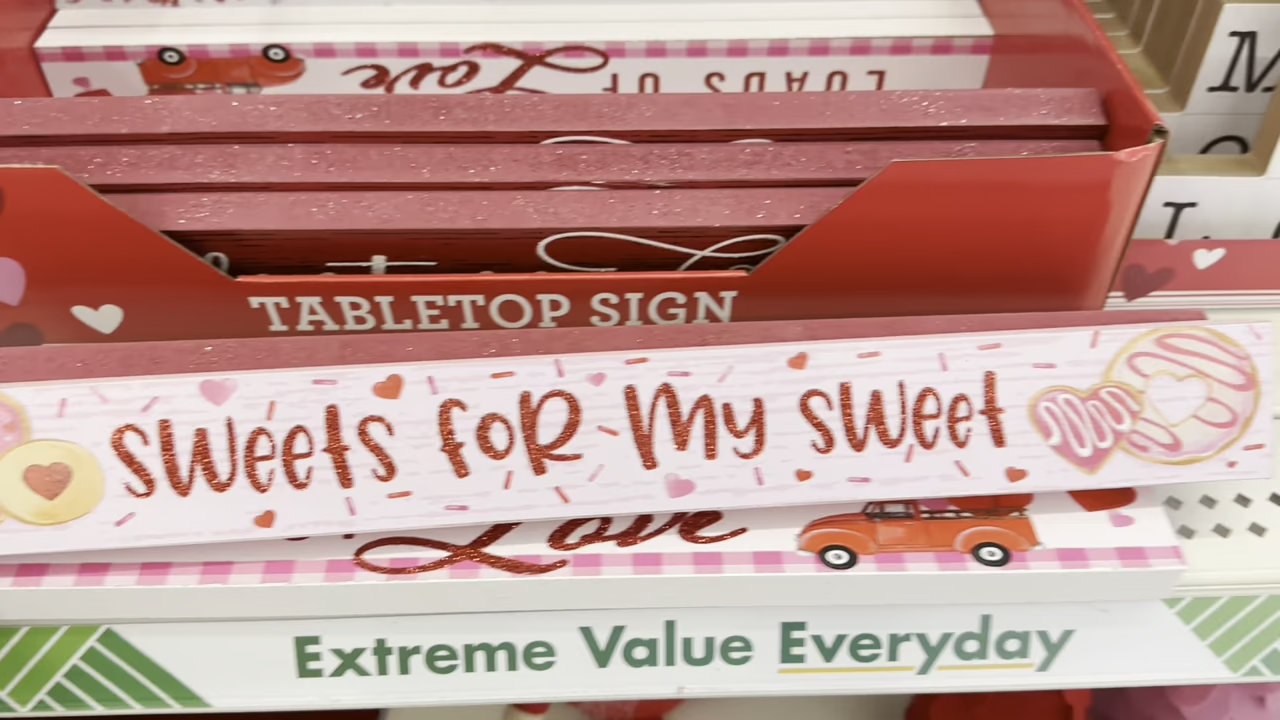 LOADS OF Love
TABLETOP SIGN
SWeets foR My sWeet
Love
Extreme Value Everyday